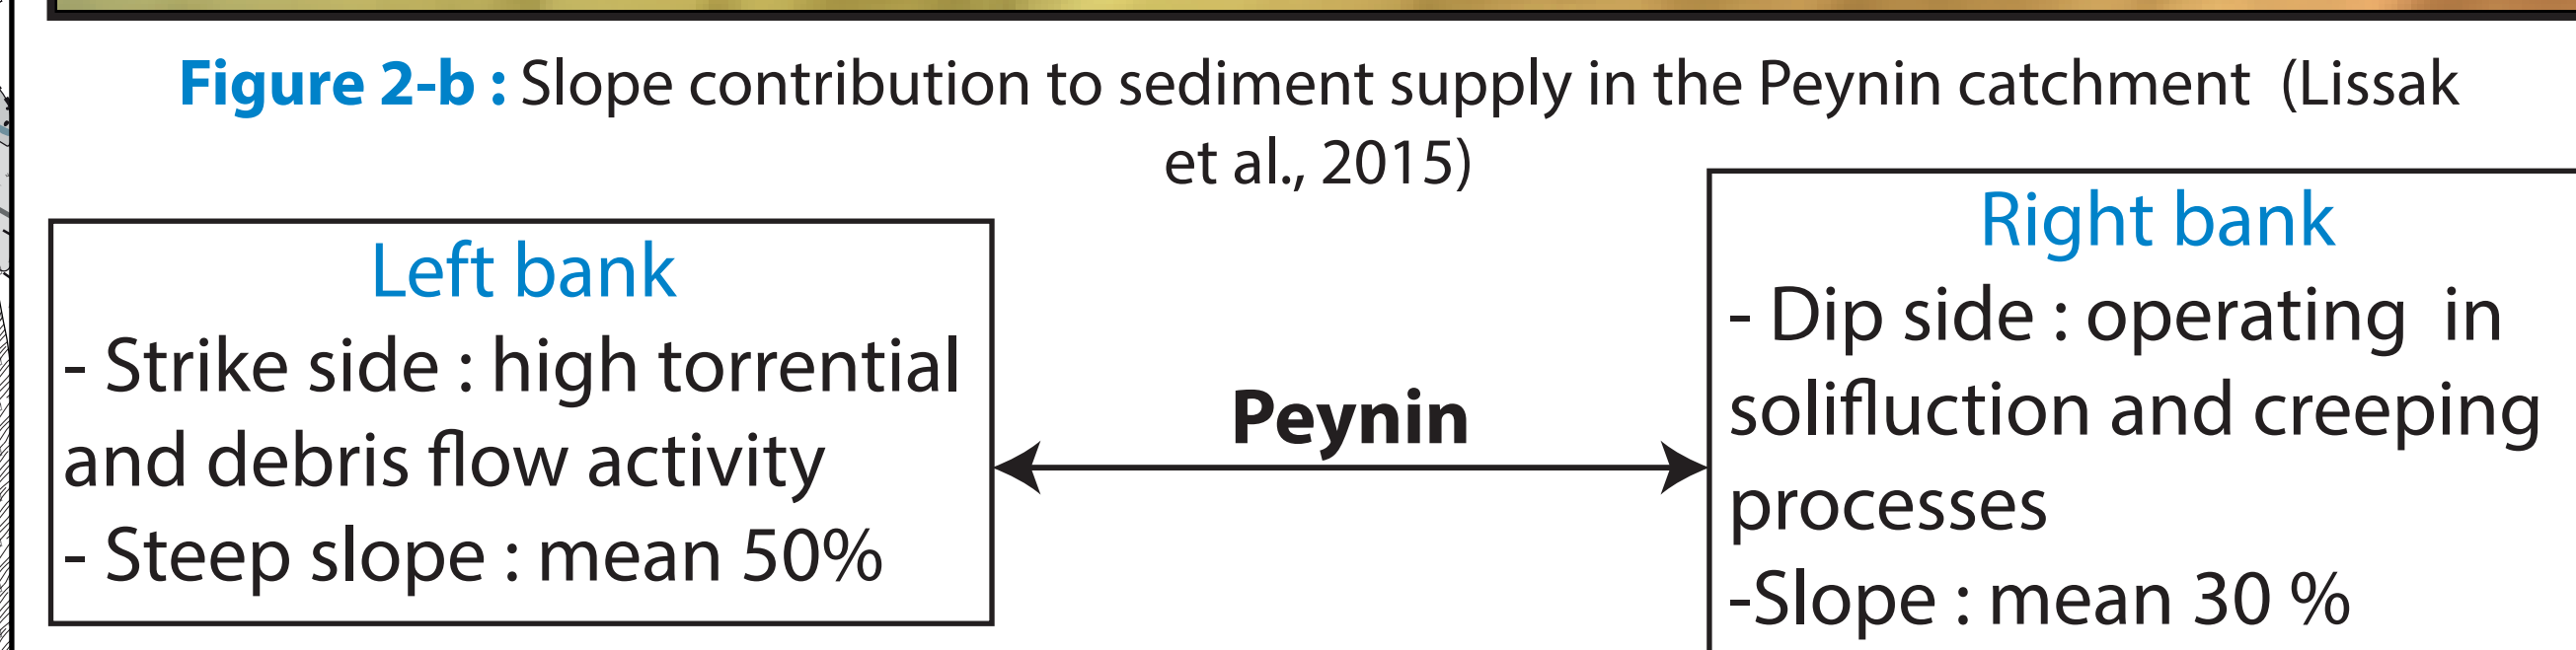 Figure 2-b : Slope contribution to sediment supply in the Peynin catchment (Lissak
et al., 2015)
Left bank
- Strike side : high torrential
and debris flow activity
- Steep slope : mean 50%
Peynin
Right bank
- Dip side : operating in
solifluction and creeping
processes
-Slope : mean 30 %